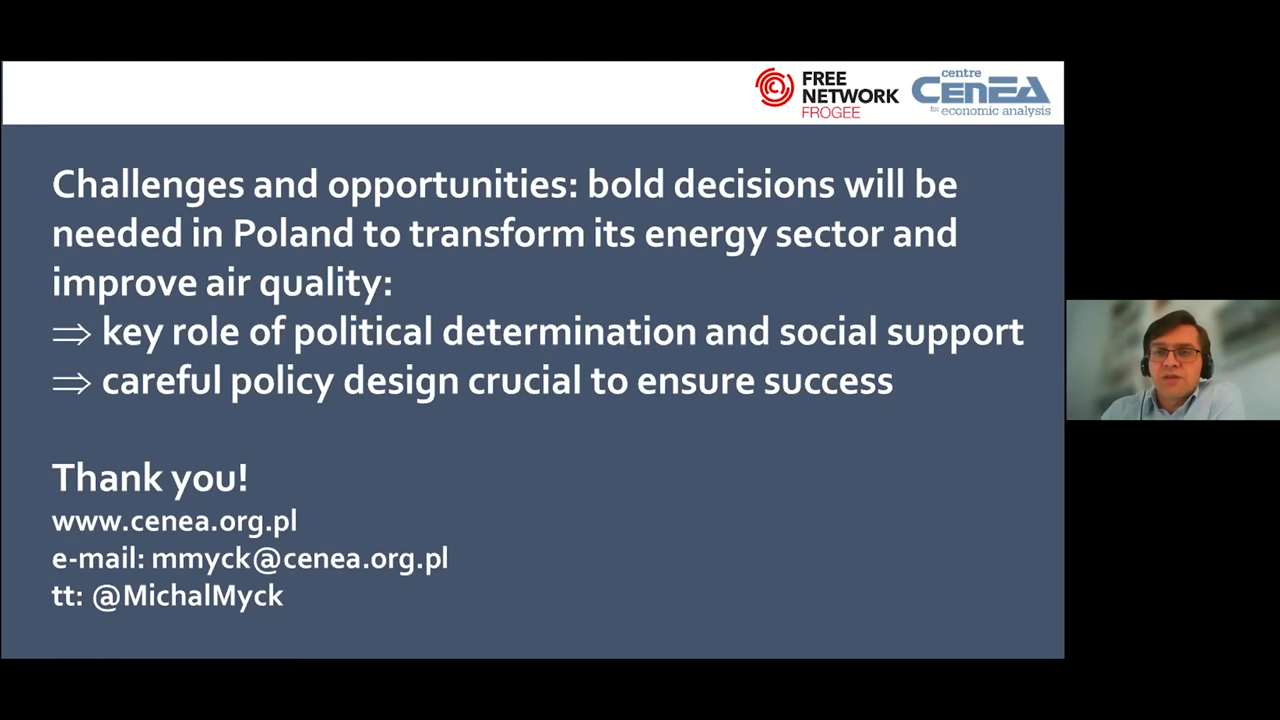 FREE
NETWORK
FROGEE
centre
CENEA
for economic analysis
Challenges and opportunities: bold decisions will be
needed in Poland to transform its energy sector and
improve air quality:
⇒ key role of political determination and social support
⇒ careful policy design crucial to ensure success
Thank you!
www.cenea.org.pl
e-mail: mmyck@cenea.org.pl
tt: @MichalMyck